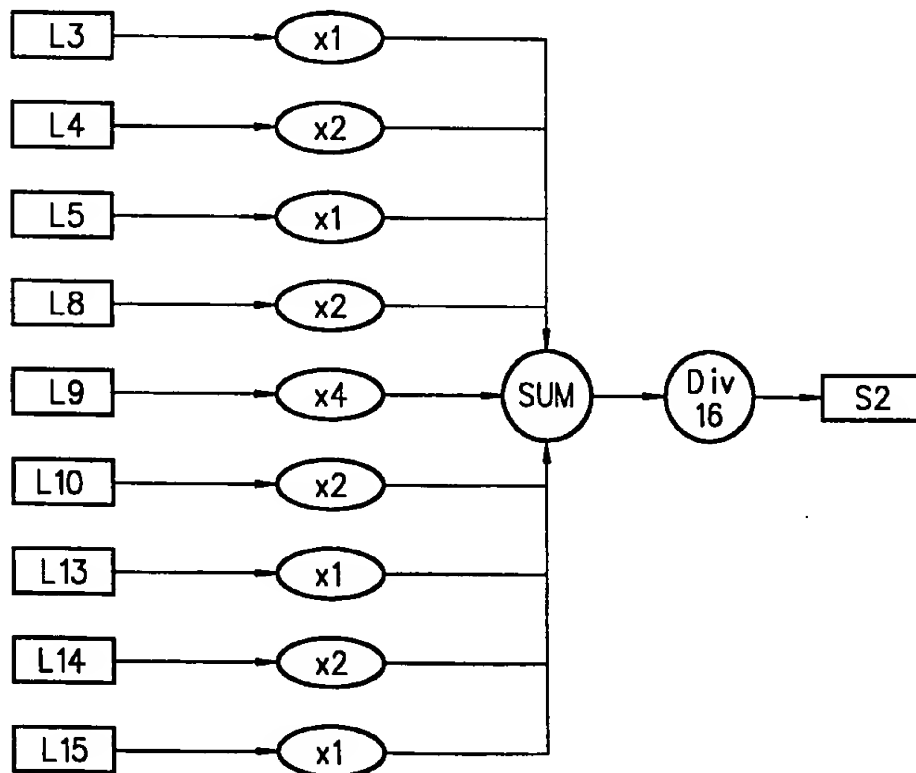 L3 x1
L4 x2
L5 x1
L8 x2
L9 x4 SUM Div 16 S2
L10 x2
L13 x1
L14 x2
L15 x1